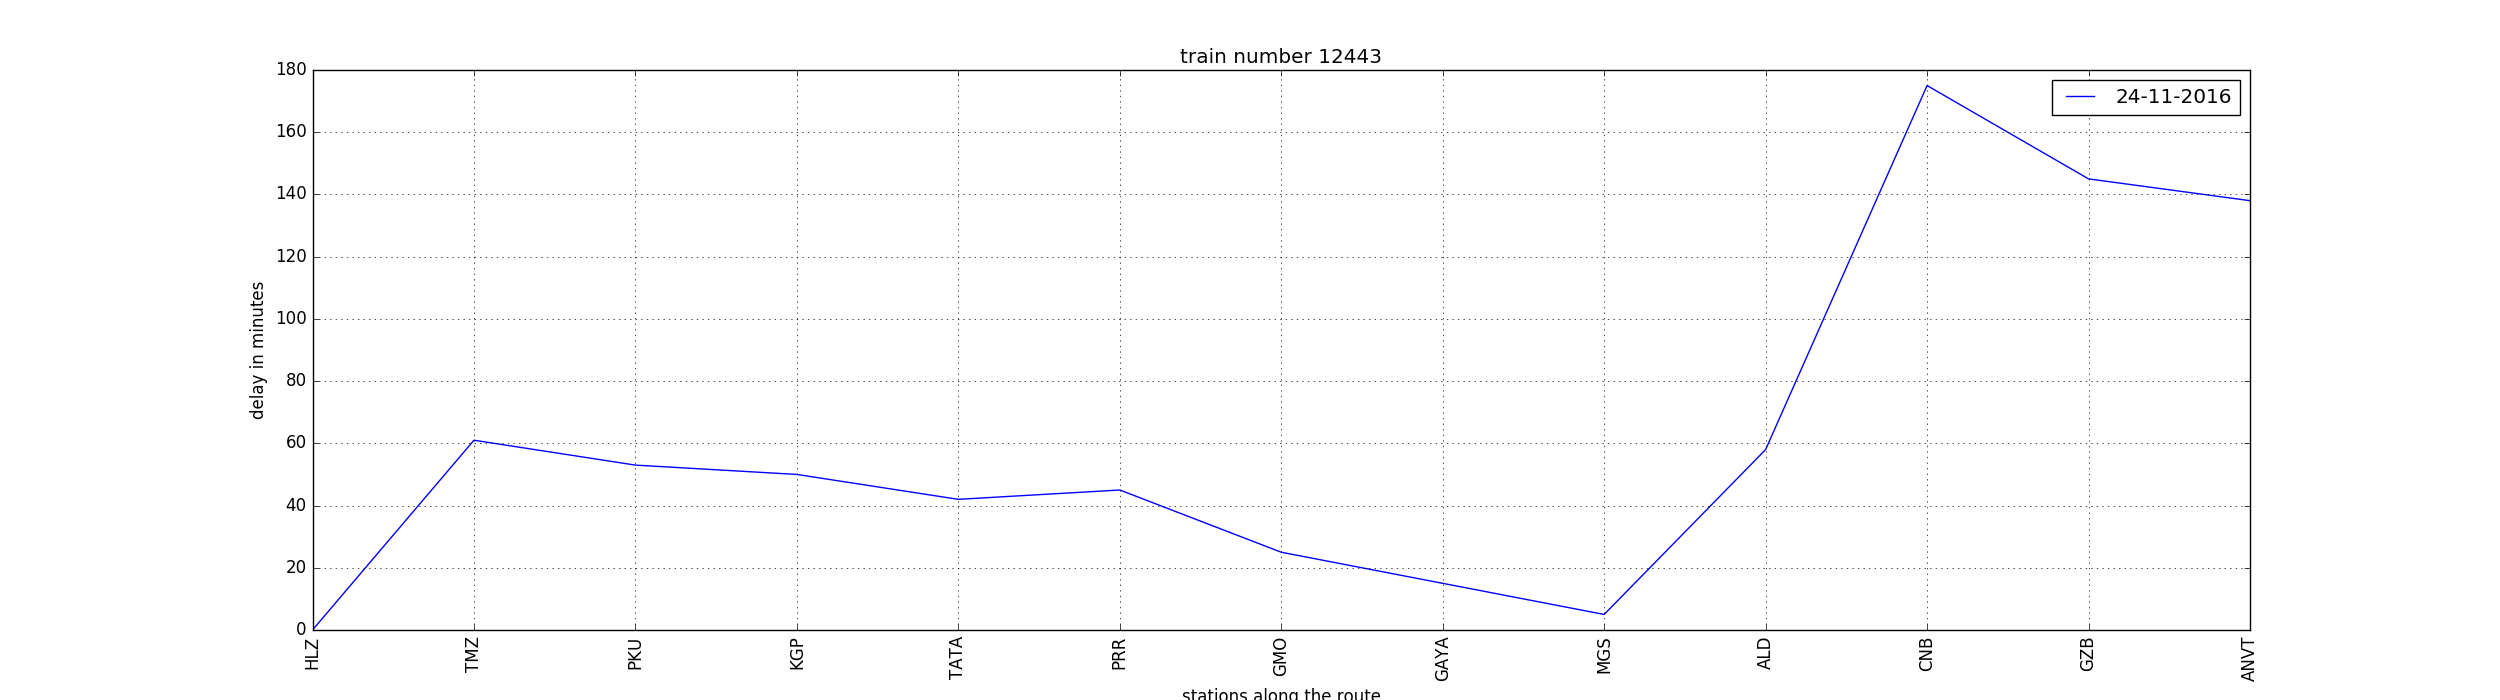 train number 12443
180
160
140
120
100
80
60
40
20
0
delay in minutes
24-11-2016
HLZ
TMZ
PKU
KGP
TATA
PRR
GMO
GAYA
MGS
ALD
CNB
GZB
ANVT
stations along the route